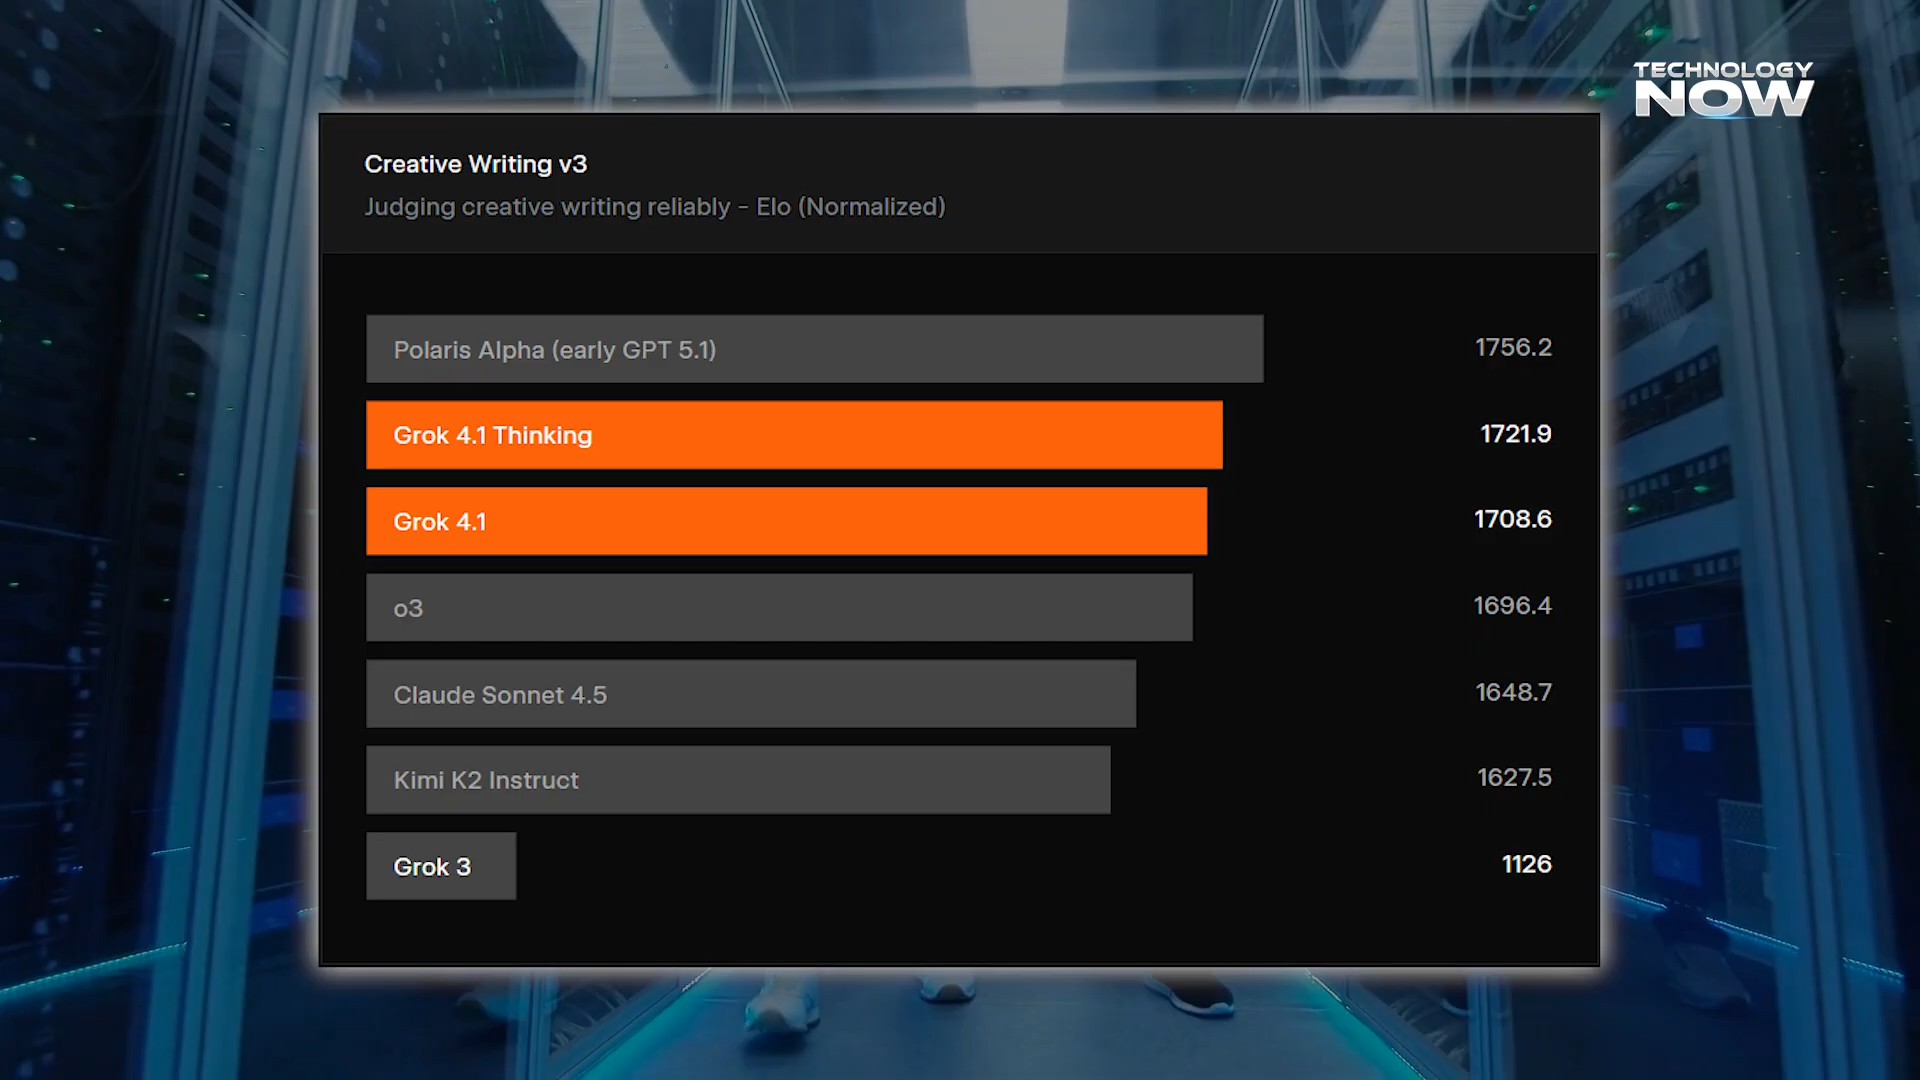 TECHNOLOGY
NOW
Creative Writing v3
Judging creative writing reliably - Elo (Normalized)
Polaris Alpha (early GPT 5.1) 1756.2
Grok 4.1 Thinking 1721.9
Grok 4.1 1708.6
o3 1696.4
Claude Sonnet 4.5 1648.7
Kimi K2 Instruct 1627.5
Grok 3 1126